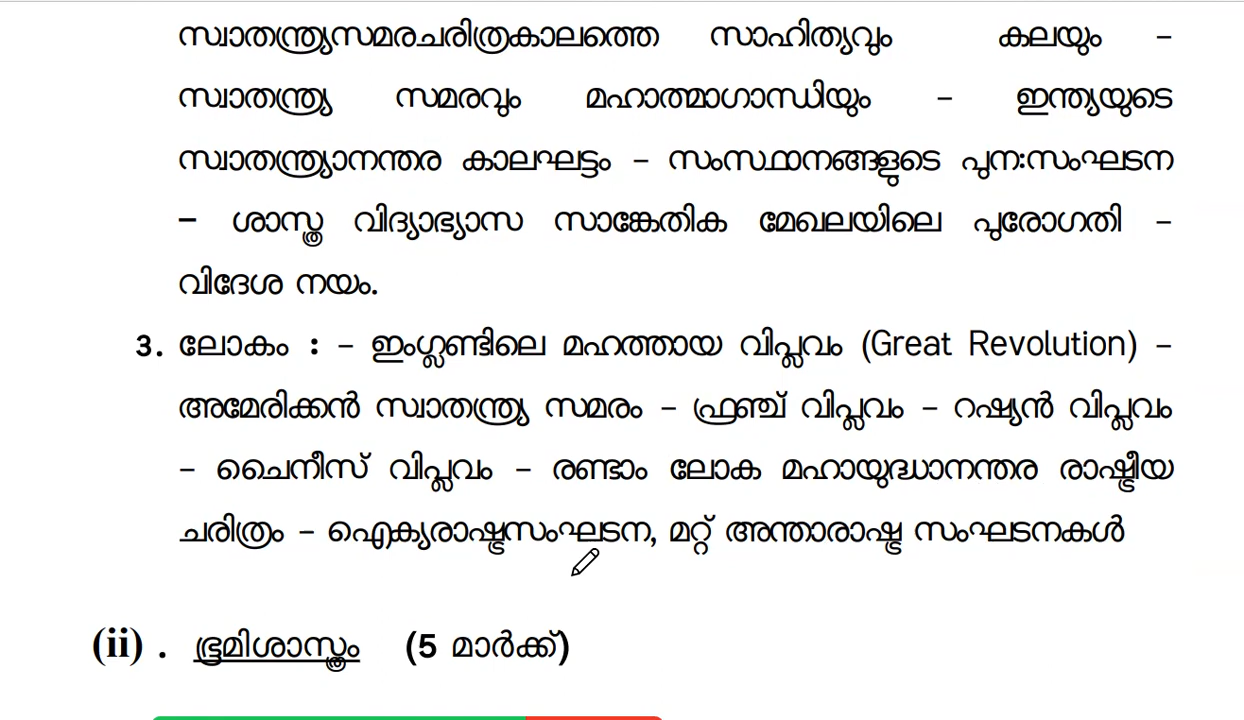 സ്വാതന്ത്ര്യസമരചരിത്രകാലത്തെ സാഹിത്യവും കലയും –
സ്വാതന്ത്ര്യ സമരവും മഹാത്മാഗാന്ധിയും – ഇന്ത്യയുടെ
സ്വാതന്ത്ര്യാനന്തര കാലഘട്ടം – സംസ്ഥാനങ്ങളുടെ പുനഃസംഘടന
– ശാസ്ത്ര വിദ്യാഭ്യാസ സാങ്കേതിക മേഖലയിലെ പുരോഗതി –
വിദേശ നയം.
3. ലോകം : – ഇംഗ്ലണ്ടിലെ മഹത്തായ വിപ്ലവം (Great Revolution) –
അമേരിക്കൻ സ്വാതന്ത്ര്യ സമരം – ഫ്രഞ്ച് വിപ്ലവം – റഷ്യൻ വിപ്ലവം
– ചൈനീസ് വിപ്ലവം – രണ്ടാം ലോക മഹായുദ്ധാനന്തര രാഷ്ട്രീയ
ചരിത്രം – ഐക്യരാഷ്ട്രസംഘടന, മറ്റ് അന്താരാഷ്ട്ര സംഘടനകൾ
(ii) . ഭൂമിശാസ്ത്രം (5 മാർക്ക്)